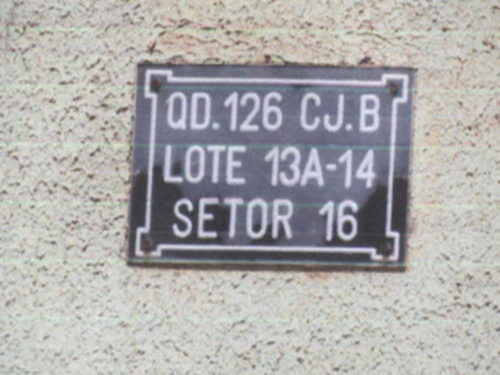 QD.126 CJ.B
LOTE 13A-14
SETOR 16